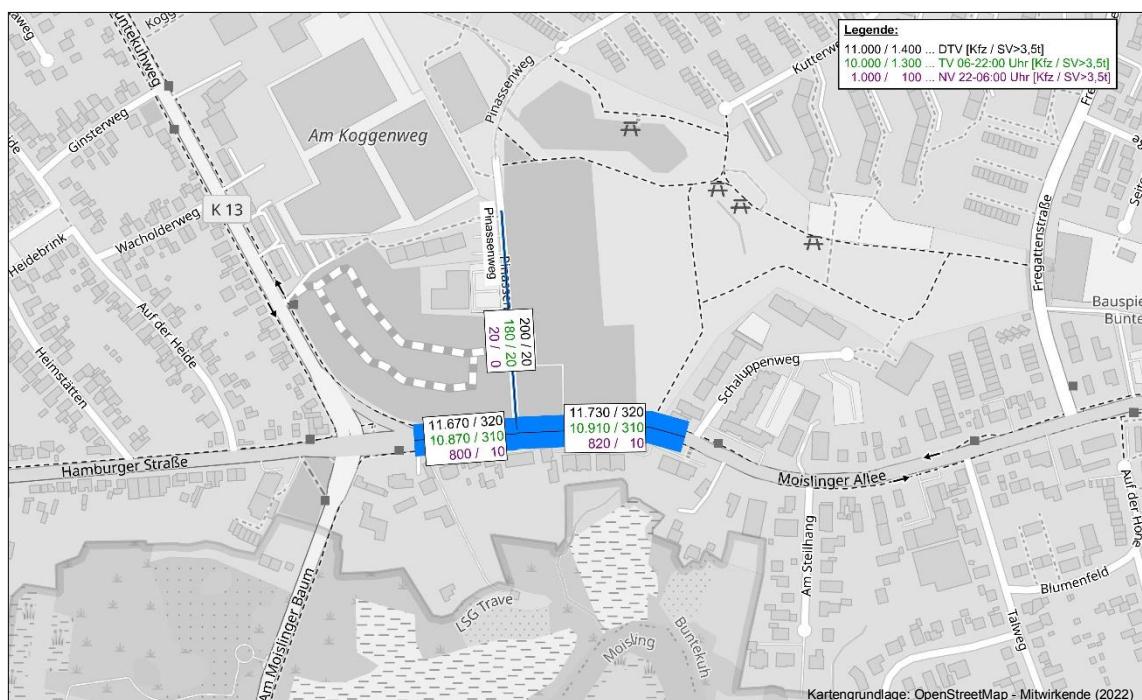 Legende:
11.000 / 1.400 ... DTV [Kfz / SV>3,5t]
10.000 / 1.300 ... TV 06-22:00 Uhr [Kfz / SV>3,5t]
1.000 / 100 ... NV 22-06:00 Uhr [Kfz / SV>3,5t]
Kutterweg
Pinassenweg
Ginsterweg
Am Koggenweg
K 13
Wacholderweg
Heidebrink
Auf der Heide
Heimstätten
Pinassenweg
Pinassen
Fregattenstraße
200 / 20
180 / 20
20 / 0
Schaluppenweg
11.670 / 320
10.870 / 310
800 / 10
11.730 / 320
10.910 / 310
820 / 10
Hamburger Straße
Moislinger Allee
Auf der Höhe
Am Steilhang
Blumenfeld
Talweg
Am Moislinger Baum
LSG Trave
Moisling
Buntekuh
Kartengrundlage: OpenStreetMap - Mitwirkende (2022)